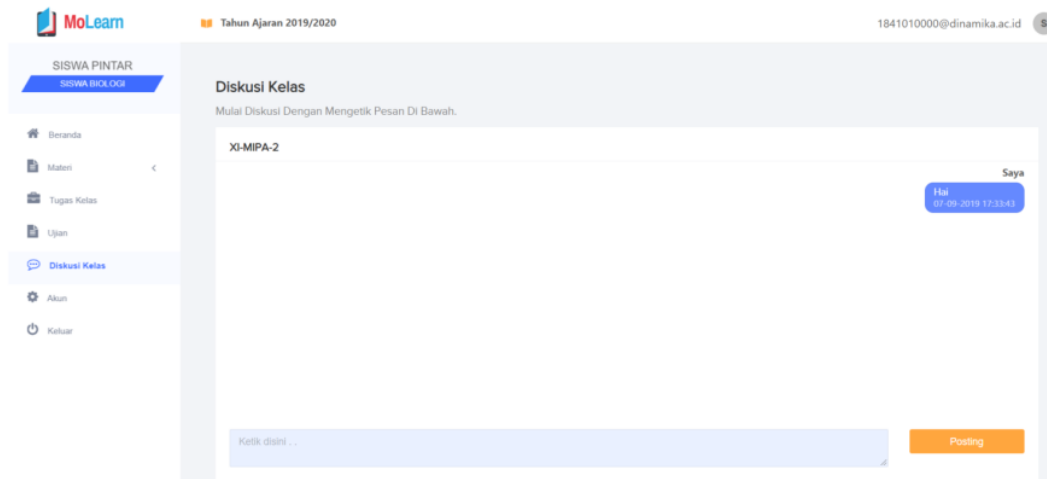 MoLearn
Tahun Ajaran 2019/2020
1841010000@dinamika.ac.id
S
SISWA PINTAR
SISWA BIOLOGI
Beranda
Materi
Tugas Kelas
Ujian
Diskusi Kelas
Akun
Keluar
Diskusi Kelas
Mulai Diskusi Dengan Mengetik Pesan Di Bawah.
XI-MIPA-2
Saya
Hai
07-09-2019 17:33:43
Ketik disini . .
Posting